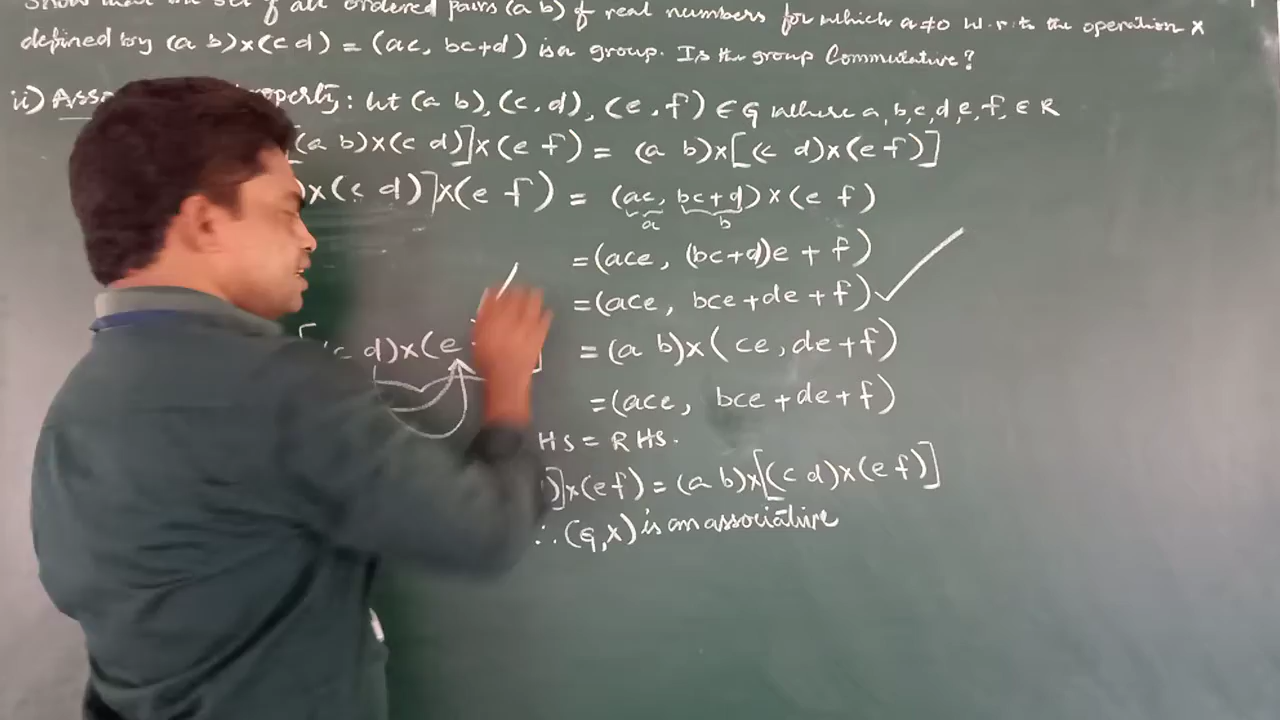 Show that the set of all ordered pairs (a b) of real numbers for which a≠0 w.r.to the operation ×
defined by (a b)×(c d) = (ac, bc+d) is a group. Is the group Commutative?
ii) Asso property: let (a b), (c, d), (e, f) ∈ G where a, b, c, d, e, f, ∈ R
[(a b)×(c d)]×(e f) = (a b)×[(c d)×(e f)]
)×(c d)]×(e f) = (ac, bc+d)×(e f)
a b
=(ace, (bc+d)e + f)
=(ace, bce+de+f)
[(c d)×(e ] =(a b)×(ce, de+f)
=(ace, bce+de+f)
HS = RHS.
)]×(e f) = (a b)×[(c d)×(e f)]
∴ (G,×) is an associative